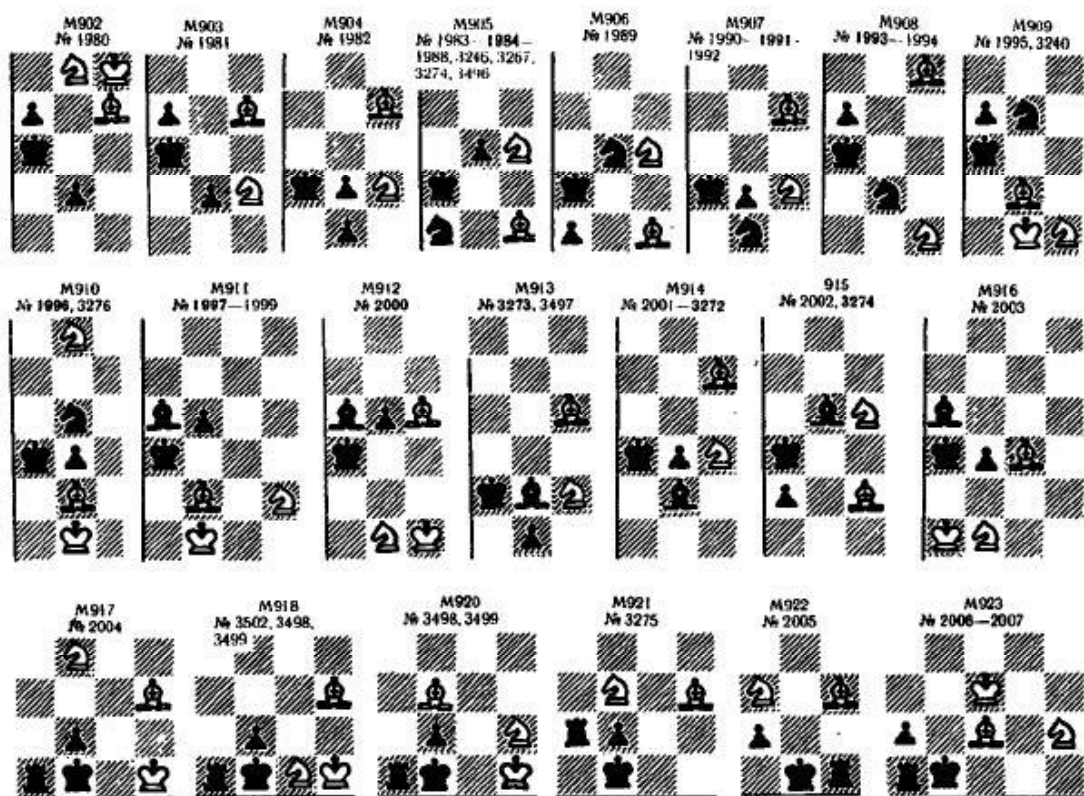 M902
№ 1980
M903
№ 1981
M904
№ 1982
M905
№ 1983- 1984-
1988, 3246, 3267,
3274, 3496
M906
№ 1989
M907
№ 1990- 1991-
1992
M908
№ 1993- 1994
M909
№ 1995, 3240
M910
№ 1996, 3276
M911
№ 1997—1999
M912
№ 2000
M913
№ 3273, 3497
M914
№ 2001—3272
915
№ 2002, 3274
M916
№ 2003
M917
№ 2004
M918
№ 3502, 3498,
3499
M920
№ 3498, 3499
M921
№ 3275
M922
№ 2005
M923
№ 2006—2007